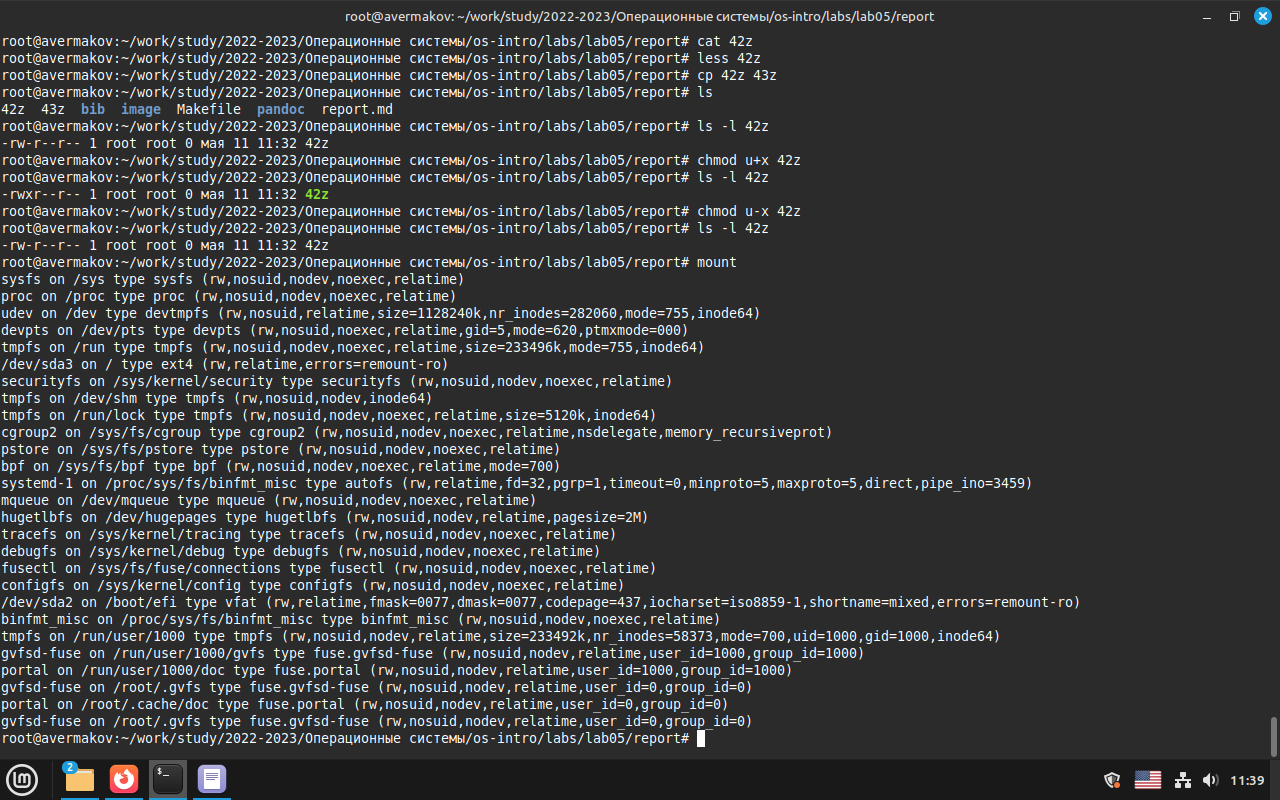 root@avermakov: ~/work/study/2022-2023/Операционные системы/os-intro/labs/lab05/report
root@avermakov:~/work/study/2022-2023/Операционные системы/os-intro/labs/lab05/report# cat 42z
root@avermakov:~/work/study/2022-2023/Операционные системы/os-intro/labs/lab05/report# less 42z
root@avermakov:~/work/study/2022-2023/Операционные системы/os-intro/labs/lab05/report# cp 42z 43z
root@avermakov:~/work/study/2022-2023/Операционные системы/os-intro/labs/lab05/report# ls
42z  43z  bib  image  Makefile  pandoc  report.md
root@avermakov:~/work/study/2022-2023/Операционные системы/os-intro/labs/lab05/report# ls -l 42z
-rw-r--r-- 1 root root 0 мая 11 11:32 42z
root@avermakov:~/work/study/2022-2023/Операционные системы/os-intro/labs/lab05/report# chmod u+x 42z
root@avermakov:~/work/study/2022-2023/Операционные системы/os-intro/labs/lab05/report# ls -l 42z
-rwxr--r-- 1 root root 0 мая 11 11:32 42z
root@avermakov:~/work/study/2022-2023/Операционные системы/os-intro/labs/lab05/report# chmod u-x 42z
root@avermakov:~/work/study/2022-2023/Операционные системы/os-intro/labs/lab05/report# ls -l 42z
-rw-r--r-- 1 root root 0 мая 11 11:32 42z
root@avermakov:~/work/study/2022-2023/Операционные системы/os-intro/labs/lab05/report# mount
sysfs on /sys type sysfs (rw,nosuid,nodev,noexec,relatime)
proc on /proc type proc (rw,nosuid,nodev,noexec,relatime)
udev on /dev type devtmpfs (rw,nosuid,relatime,size=1128240k,nr_inodes=282060,mode=755,inode64)
devpts on /dev/pts type devpts (rw,nosuid,noexec,relatime,gid=5,mode=620,ptmxmode=000)
tmpfs on /run type tmpfs (rw,nosuid,nodev,noexec,relatime,size=233496k,mode=755,inode64)
/dev/sda3 on / type ext4 (rw,relatime,errors=remount-ro)
securityfs on /sys/kernel/security type securityfs (rw,nosuid,nodev,noexec,relatime)
tmpfs on /dev/shm type tmpfs (rw,nosuid,nodev,inode64)
tmpfs on /run/lock type tmpfs (rw,nosuid,nodev,noexec,relatime,size=5120k,inode64)
cgroup2 on /sys/fs/cgroup type cgroup2 (rw,nosuid,nodev,noexec,relatime,nsdelegate,memory_recursiveprot)
pstore on /sys/fs/pstore type pstore (rw,nosuid,nodev,noexec,relatime)
bpf on /sys/fs/bpf type bpf (rw,nosuid,nodev,noexec,relatime,mode=700)
systemd-1 on /proc/sys/fs/binfmt_misc type autofs (rw,relatime,fd=32,pgrp=1,timeout=0,minproto=5,maxproto=5,direct,pipe_ino=3459)
mqueue on /dev/mqueue type mqueue (rw,nosuid,nodev,noexec,relatime)
hugetlbfs on /dev/hugepages type hugetlbfs (rw,nosuid,nodev,relatime,pagesize=2M)
tracefs on /sys/kernel/tracing type tracefs (rw,nosuid,nodev,noexec,relatime)
debugfs on /sys/kernel/debug type debugfs (rw,nosuid,nodev,noexec,relatime)
fusectl on /sys/fs/fuse/connections type fusectl (rw,nosuid,nodev,noexec,relatime)
configfs on /sys/kernel/config type configfs (rw,nosuid,nodev,noexec,relatime)
/dev/sda2 on /boot/efi type vfat (rw,relatime,fmask=0077,dmask=0077,codepage=437,iocharset=iso8859-1,shortname=mixed,errors=remount-ro)
binfmt_misc on /proc/sys/fs/binfmt_misc type binfmt_misc (rw,nosuid,nodev,noexec,relatime)
tmpfs on /run/user/1000 type tmpfs (rw,nosuid,nodev,relatime,size=233492k,nr_inodes=58373,mode=700,uid=1000,gid=1000,inode64)
gvfsd-fuse on /run/user/1000/gvfs type fuse.gvfsd-fuse (rw,nosuid,nodev,relatime,user_id=1000,group_id=1000)
portal on /run/user/1000/doc type fuse.portal (rw,nosuid,nodev,relatime,user_id=1000,group_id=1000)
gvfsd-fuse on /root/.gvfs type fuse.gvfsd-fuse (rw,nosuid,nodev,relatime,user_id=0,group_id=0)
portal on /root/.cache/doc type fuse.portal (rw,nosuid,nodev,relatime,user_id=0,group_id=0)
gvfsd-fuse on /root/.gvfs type fuse.gvfsd-fuse (rw,nosuid,nodev,relatime,user_id=0,group_id=0)
root@avermakov:~/work/study/2022-2023/Операционные системы/os-intro/labs/lab05/report#
2
$_
11:39